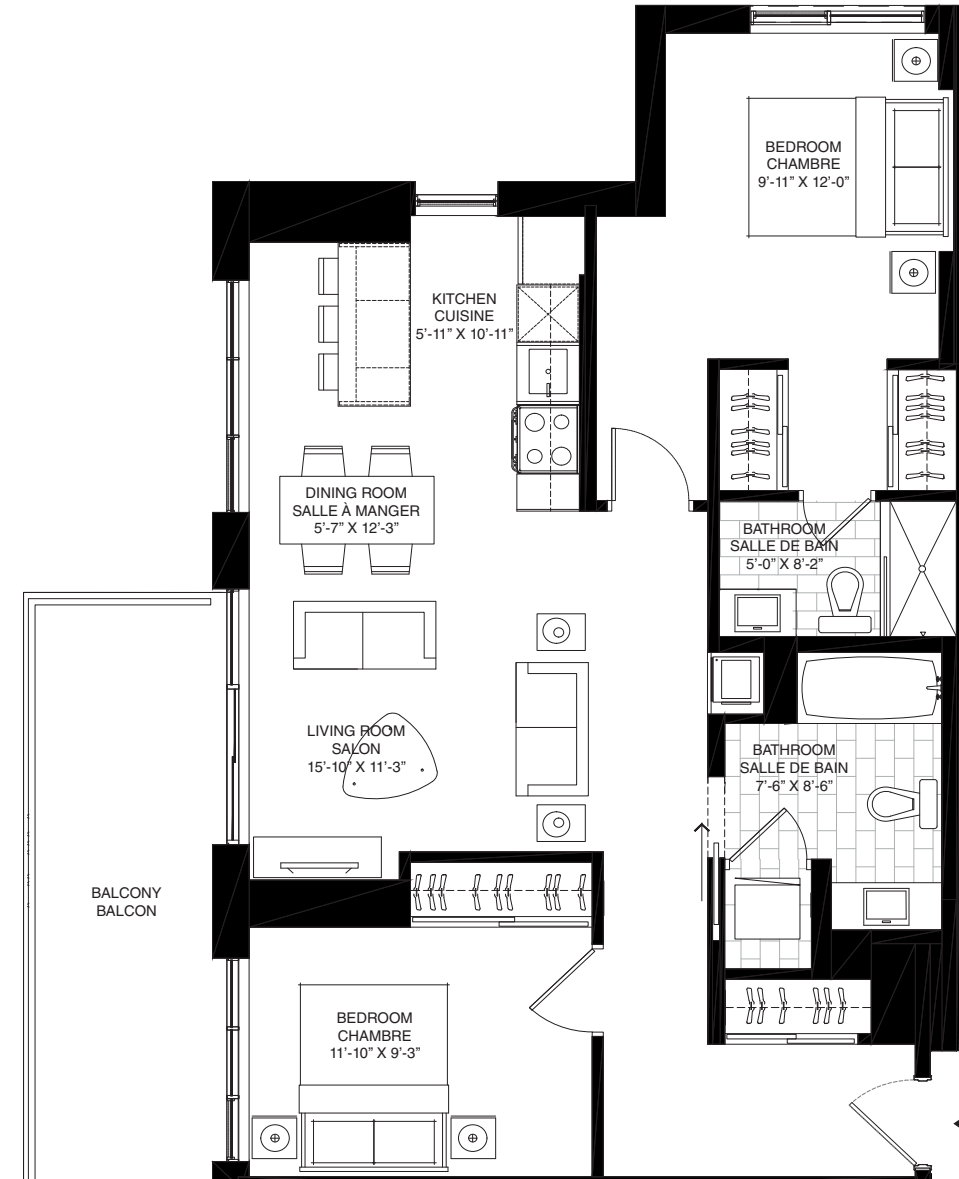 BEDROOM
CHAMBRE
9’-11” X 12’-0”
KITCHEN
CUISINE
5’-11” X 10’-11”
DINING ROOM
SALLE À MANGER
5’-7” X 12’-3”
BATHROOM
SALLE DE BAIN
5’-0” X 8’-2”
LIVING ROOM
SALON
15’-10” X 11’-3”
BATHROOM
SALLE DE BAIN
7’-6” X 8’-6”
BALCONY
BALCON
BEDROOM
CHAMBRE
11’-10” X 9’-3”